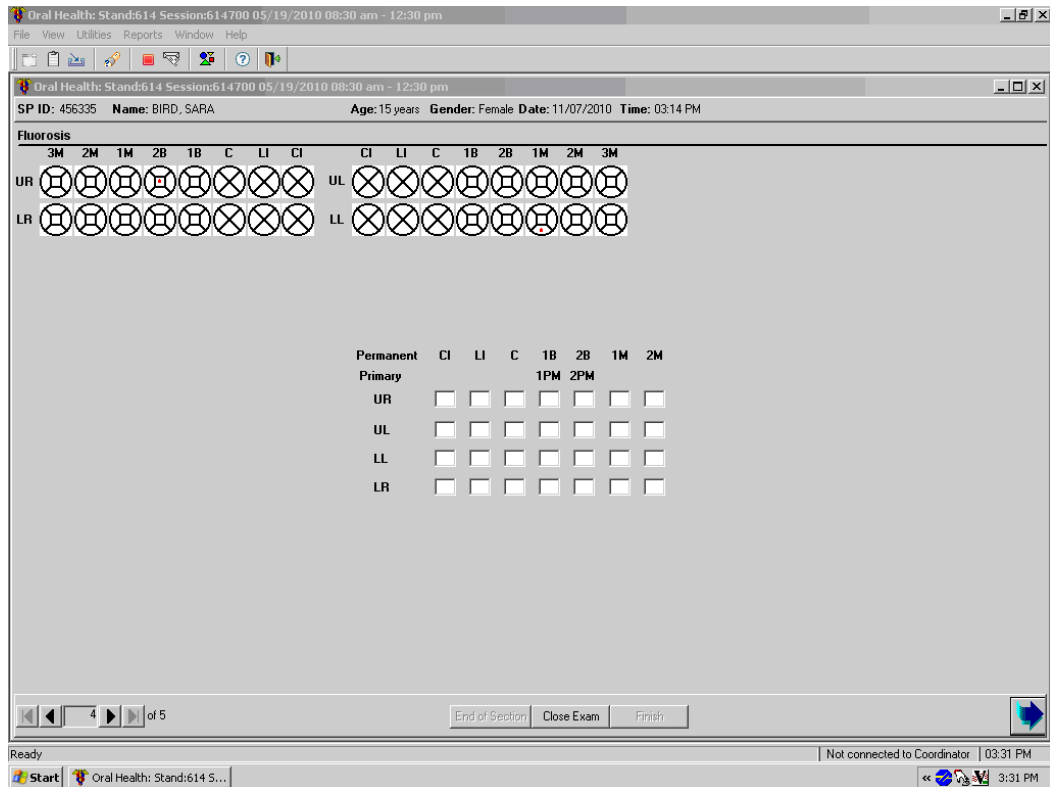 Oral Health: Stand:614 Session:614700 05/19/2010 08:30 am - 12:30 pm
File View Utilities Reports Window Help
Oral Health: Stand:614 Session:614700 05/19/2010 08:30 am - 12:30 pm
SP ID: 456335 Name: BIRD, SARA Age: 15 years Gender: Female Date: 11/07/2010 Time: 03:14 PM
Fluorosis
3M 2M 1M 2B 1B C LI CI CI LI C 1B 2B 1M 2M 3M
UR UL
LR LL
Permanent CI LI C 1B 2B 1M 2M
Primary 1PM 2PM
UR
UL
LL
LR
4 of 5 End of Section Close Exam Finish
Ready Not connected to Coordinator 03:31 PM
Start Oral Health: Stand:614 S... « 3:31 PM